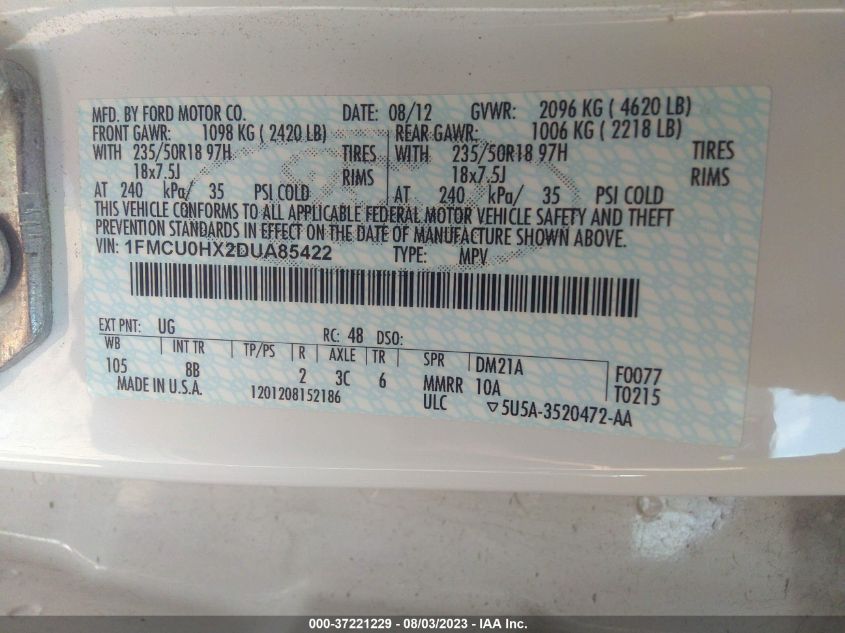 MFD. BY FORD MOTOR CO. DATE: 08/12 GVWR: 2096 KG ( 4620 LB)
FRONT GAWR: 1098 KG ( 2420 LB) REAR GAWR: 1006 KG ( 2218 LB)
WITH 235/50R18 97H TIRES WITH 235/50R18 97H TIRES
18x7.5J RIMS 18x7.5J RIMS
AT 240 kPa/ 35 PSI COLD AT 240 kPa/ 35 PSI COLD
THIS VEHICLE CONFORMS TO ALL APPLICABLE FEDERAL MOTOR VEHICLE SAFETY AND THEFT
PREVENTION STANDARDS IN EFFECT ON THE DATE OF MANUFACTURE SHOWN ABOVE.
VIN: 1FMCU0HX2DUA85422 TYPE: MPV
EXT PNT: UG RC: 48 DSO:
WB INT TR TP/PS R AXLE TR SPR DM21A F0077
105 8B 2 3C 6 MMRR 10A T0215
MADE IN U.S.A. 1201208152186 ULC ▽5U5A-3520472-AA
000-37221229 - 08/03/2023 - IAA Inc.